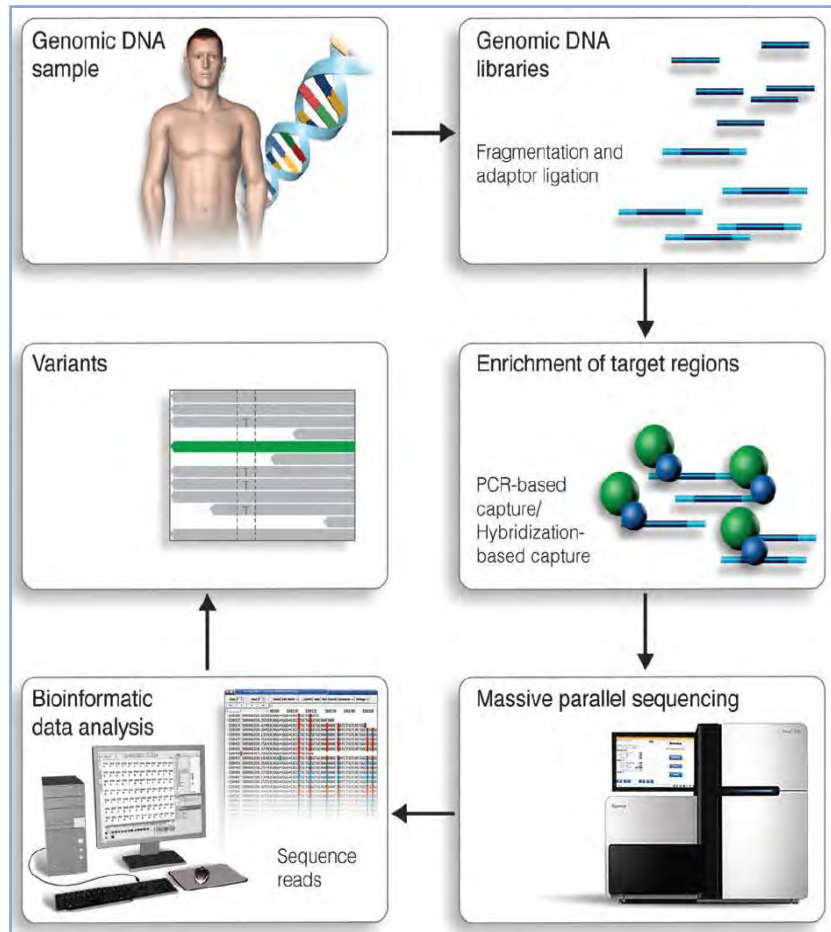 Genomic DNA
sample
Genomic DNA
libraries
Fragmentation and
adaptor ligation
Enrichment of target regions
PCR-based
capture/
Hybridization-
based capture
Massive parallel sequencing
Bioinformatic
data analysis
Sequence
reads
Variants
T
T
T
T